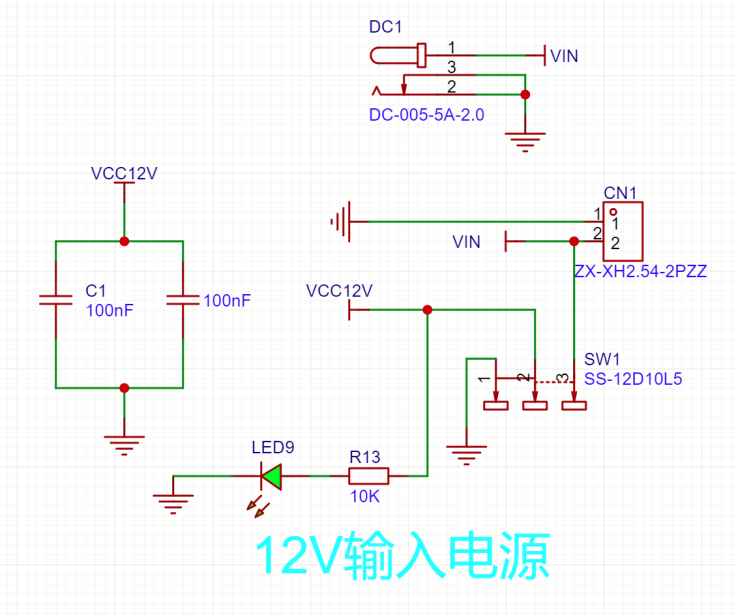 DC1
1
VIN
3
2
DC-005-5A-2.0
VCC12V
CN1
1
1
VIN
2
2
ZX-XH2.54-2PZZ
C1
100nF
100nF
VCC12V
SW1
1
2
3
SS-12D10L5
LED9
R13
10K
12V输入电源